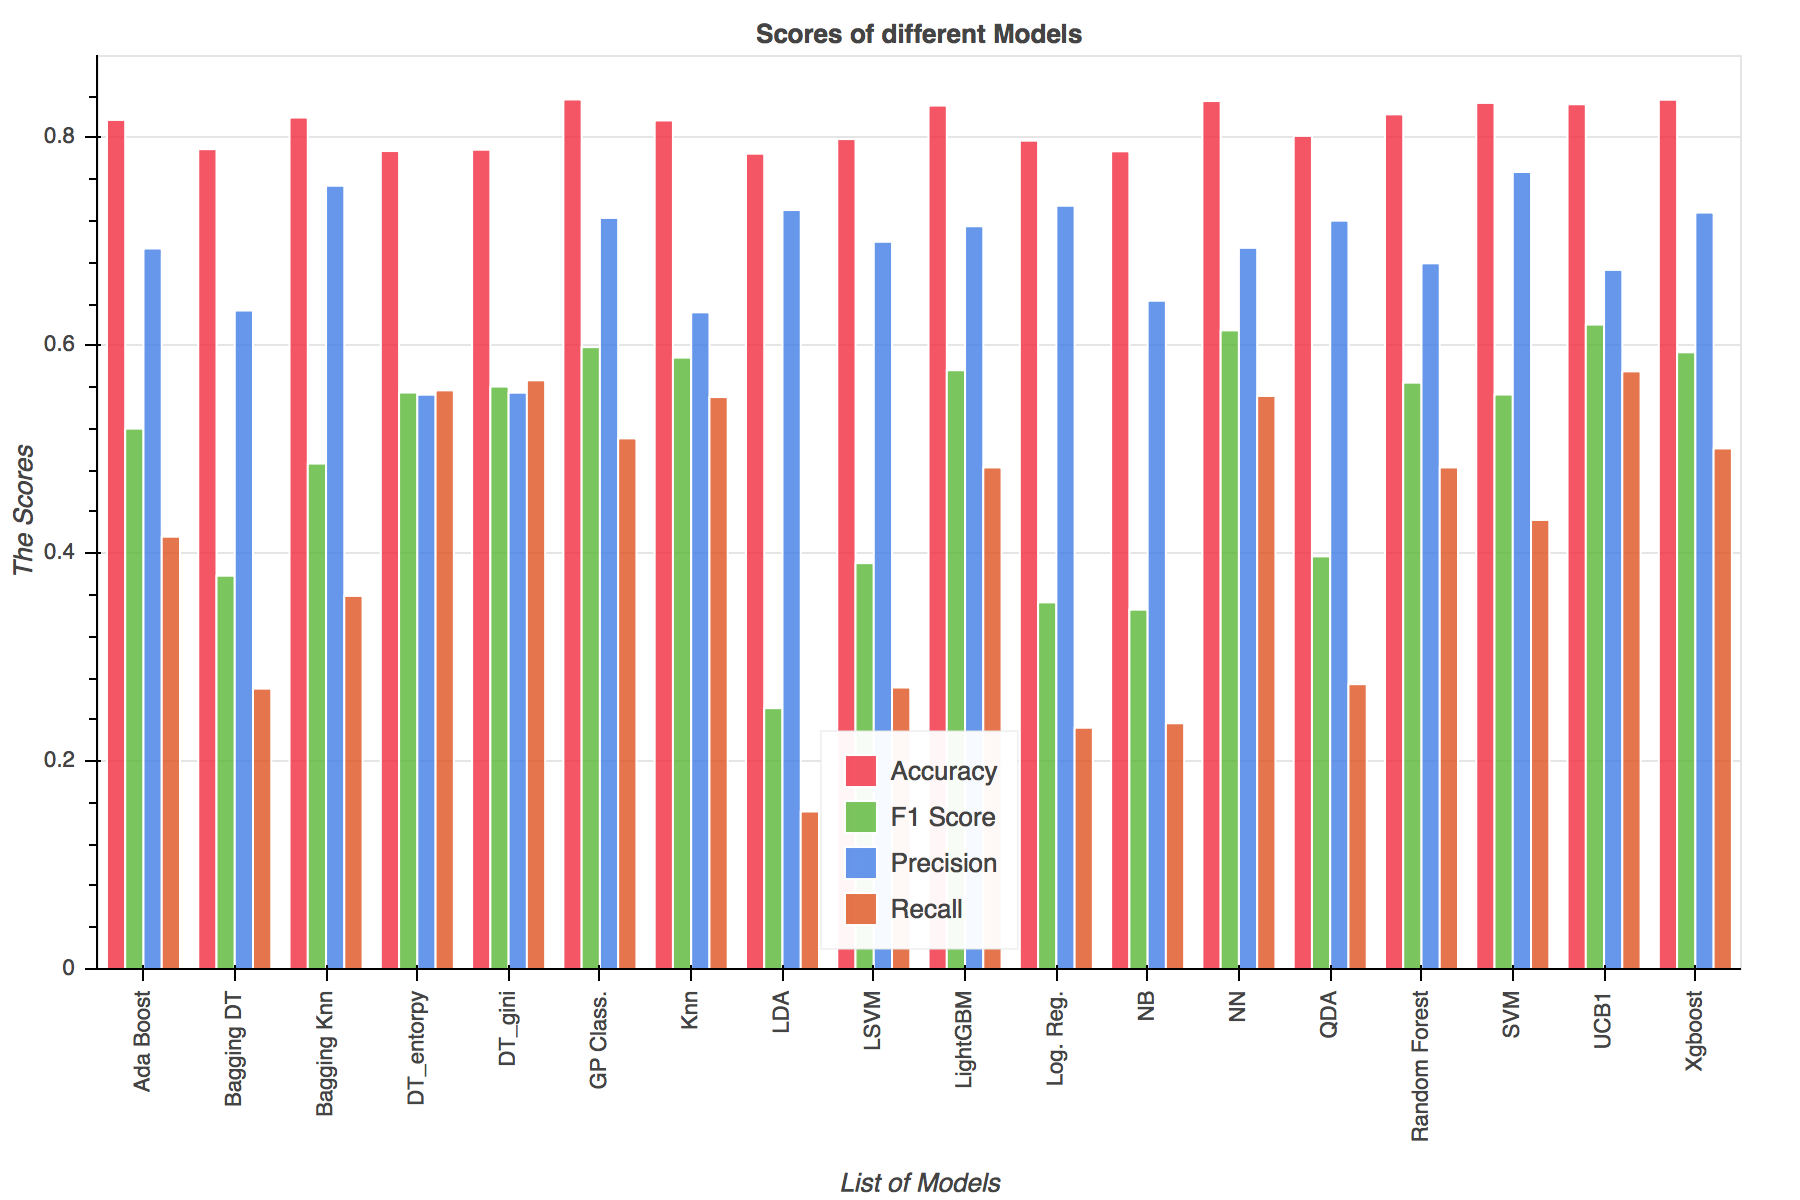 Scores of different Models
The Scores
0.8
0.6
0.4
0.2
0
Accuracy
F1 Score
Precision
Recall
Ada Boost
Bagging DT
Bagging Knn
DT_entorpy
DT_gini
GP Class.
Knn
LDA
LSVM
LightGBM
Log. Reg.
NB
NN
QDA
Random Forest
SVM
UCB1
Xgboost
List of Models